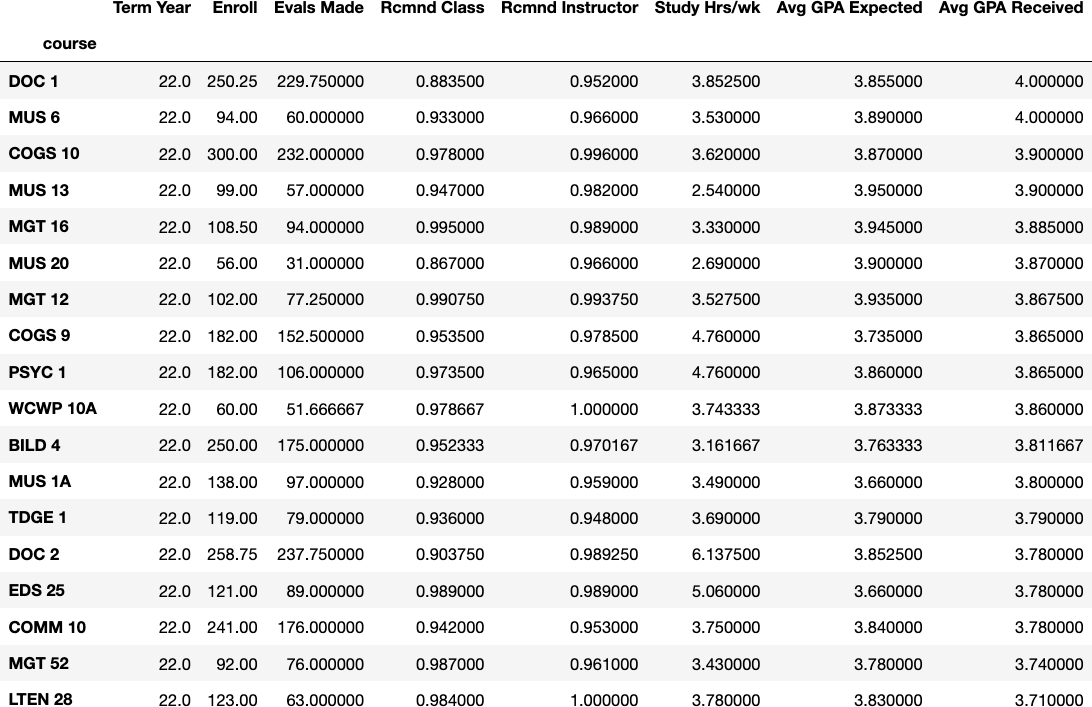 Term Year Enroll Evals Made Rcmnd Class Rcmnd Instructor Study Hrs/wk Avg GPA Expected Avg GPA Received
course
DOC 1 22.0 250.25 229.750000 0.883500 0.952000 3.852500 3.855000 4.000000
MUS 6 22.0 94.00 60.000000 0.933000 0.966000 3.530000 3.890000 4.000000
COGS 10 22.0 300.00 232.000000 0.978000 0.996000 3.620000 3.870000 3.900000
MUS 13 22.0 99.00 57.000000 0.947000 0.982000 2.540000 3.950000 3.900000
MGT 16 22.0 108.50 94.000000 0.995000 0.989000 3.330000 3.945000 3.885000
MUS 20 22.0 56.00 31.000000 0.867000 0.966000 2.690000 3.900000 3.870000
MGT 12 22.0 102.00 77.250000 0.990750 0.993750 3.527500 3.935000 3.867500
COGS 9 22.0 182.00 152.500000 0.953500 0.978500 4.760000 3.735000 3.865000
PSYC 1 22.0 182.00 106.000000 0.973500 0.965000 4.760000 3.860000 3.865000
WCWP 10A 22.0 60.00 51.666667 0.978667 1.000000 3.743333 3.873333 3.860000
BILD 4 22.0 250.00 175.000000 0.952333 0.970167 3.161667 3.763333 3.811667
MUS 1A 22.0 138.00 97.000000 0.928000 0.959000 3.490000 3.660000 3.800000
TDGE 1 22.0 119.00 79.000000 0.936000 0.948000 3.690000 3.790000 3.790000
DOC 2 22.0 258.75 237.750000 0.903750 0.989250 6.137500 3.852500 3.780000
EDS 25 22.0 121.00 89.000000 0.989000 0.989000 5.060000 3.660000 3.780000
COMM 10 22.0 241.00 176.000000 0.942000 0.953000 3.750000 3.840000 3.780000
MGT 52 22.0 92.00 76.000000 0.987000 0.961000 3.430000 3.780000 3.740000
LTEN 28 22.0 123.00 63.000000 0.984000 1.000000 3.780000 3.830000 3.710000